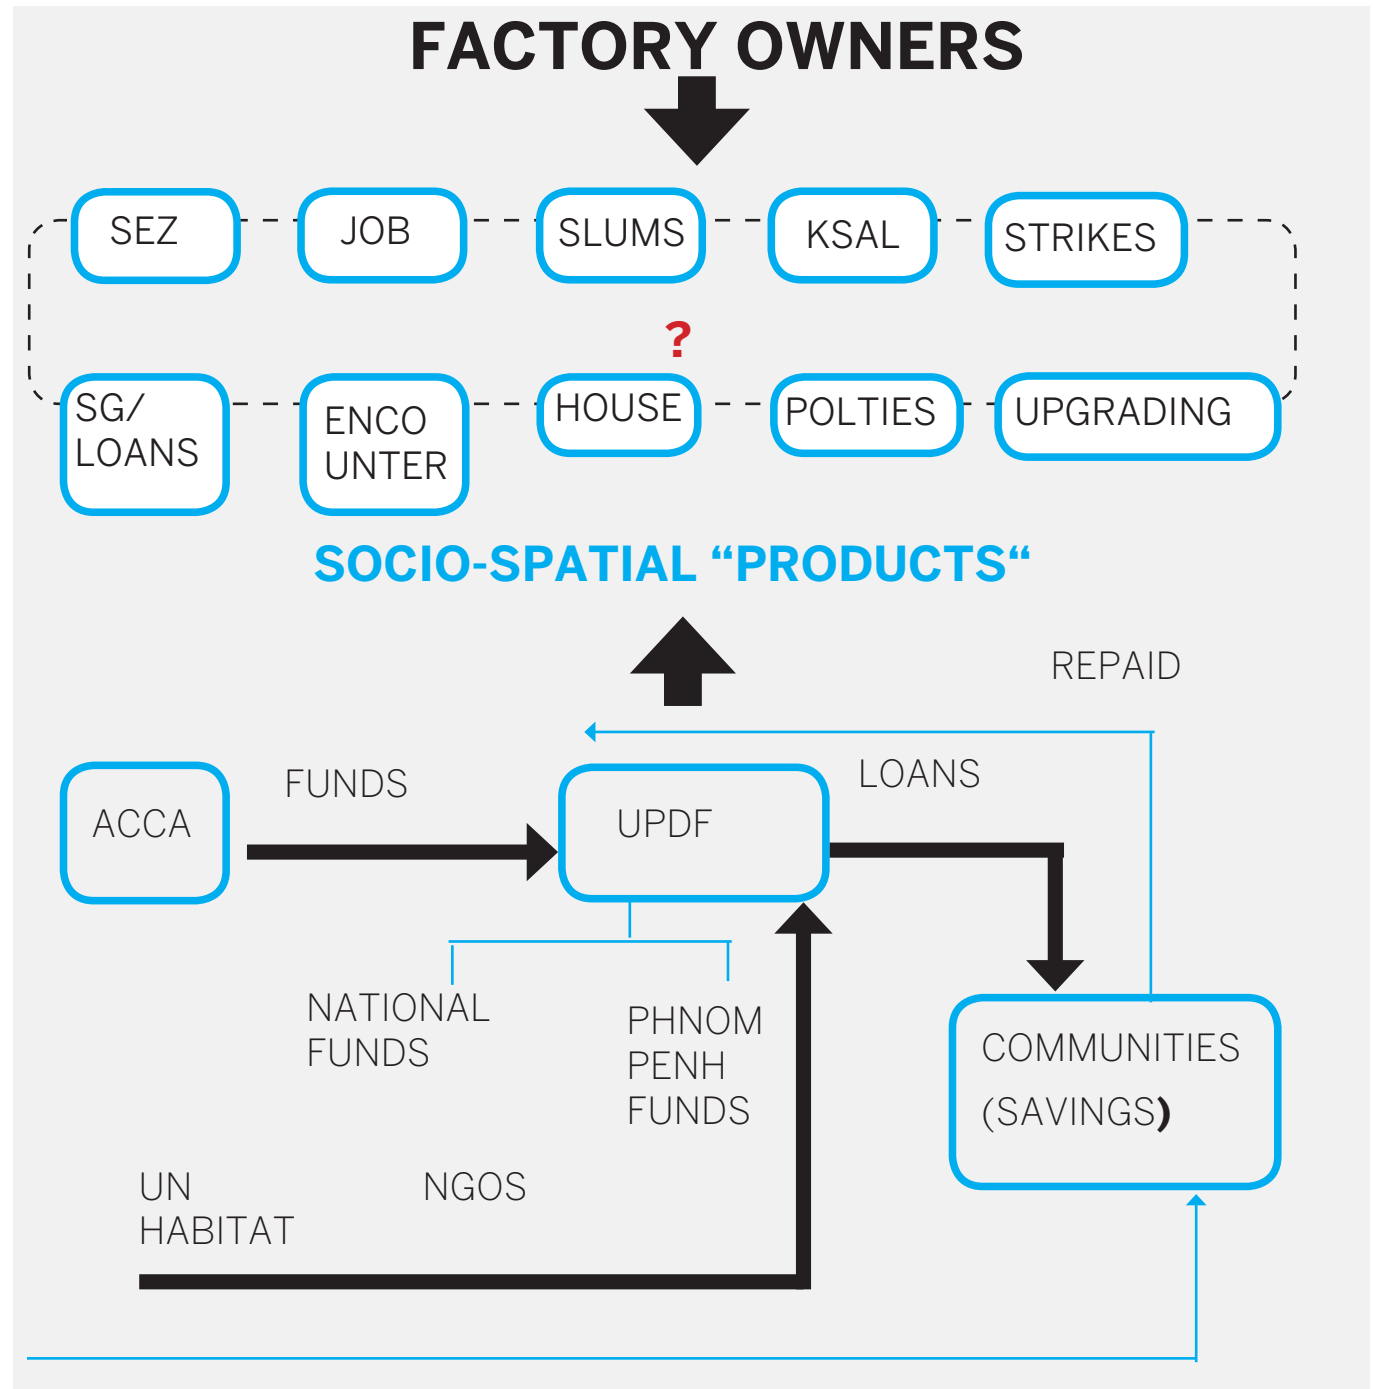 FACTORY OWNERS
SEZ
JOB
SLUMS
KSAL
STRIKES
?
SG/
LOANS
ENCO
UNTER
HOUSE
POLTIES
UPGRADING
SOCIO-SPATIAL “PRODUCTS“
REPAID
FUNDS
LOANS
ACCA
UPDF
NATIONAL
FUNDS
PHNOM
PENH
FUNDS
COMMUNITIES
(SAVINGS)
UN
HABITAT
NGOS